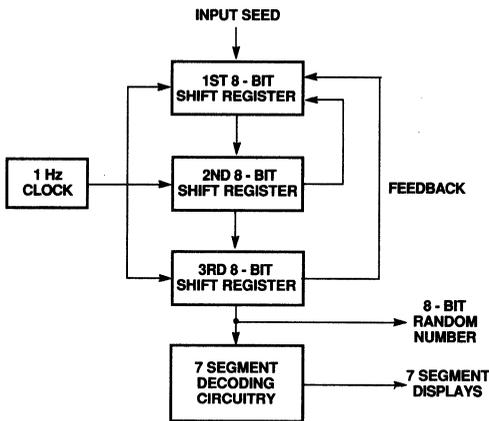 INPUT SEED
1ST 8 - BIT
SHIFT REGISTER
1 Hz
CLOCK
2ND 8 - BIT
SHIFT REGISTER
FEEDBACK
3RD 8 - BIT
SHIFT REGISTER
8 - BIT
RANDOM
NUMBER
7 SEGMENT
DECODING
CIRCUITRY
7 SEGMENT
DISPLAYS